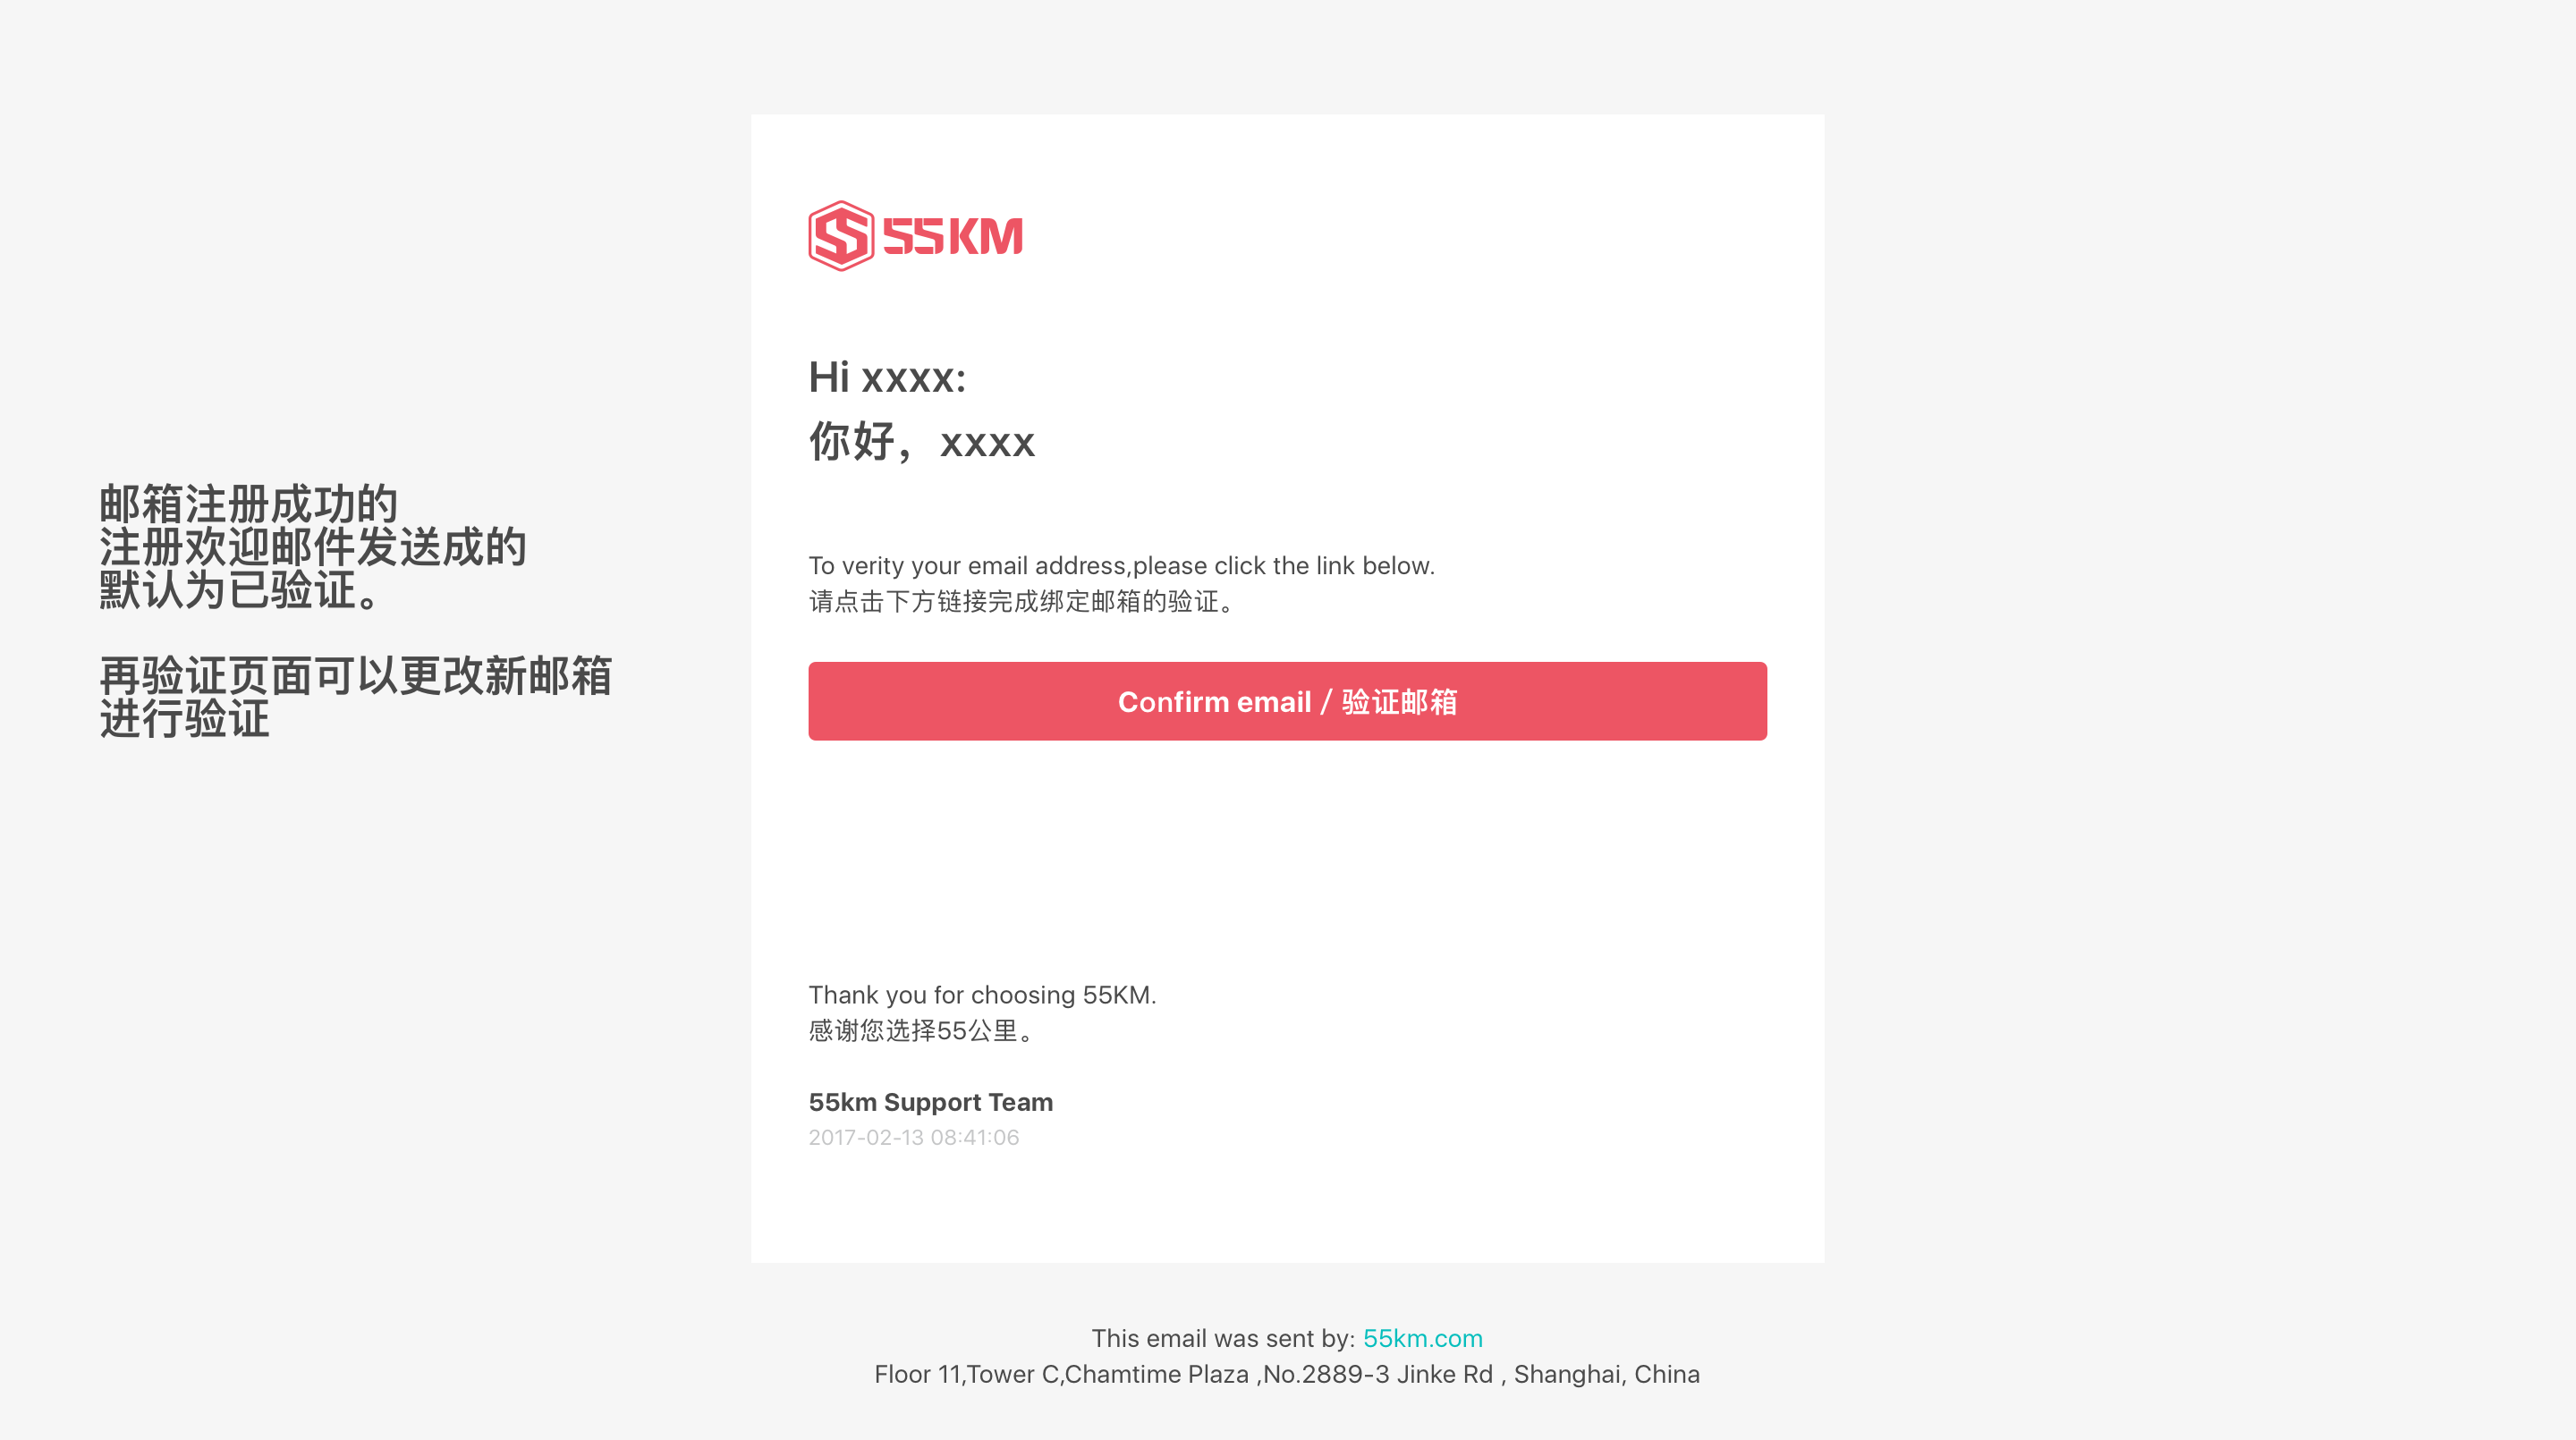 邮箱注册成功的
注册欢迎邮件发送成的
默认为已验证。
再验证页面可以更改新邮箱
进行验证
55KM
Hi xxxx:
你好，xxxx
To verity your email address,please click the link below.
请点击下方链接完成绑定邮箱的验证。
Confirm email / 验证邮箱
Thank you for choosing 55KM.
感谢您选择55公里。
55km Support Team
2017-02-13 08:41:06
This email was sent by: 55km.com
Floor 11,Tower C,Chamtime Plaza ,No.2889-3 Jinke Rd , Shanghai, China